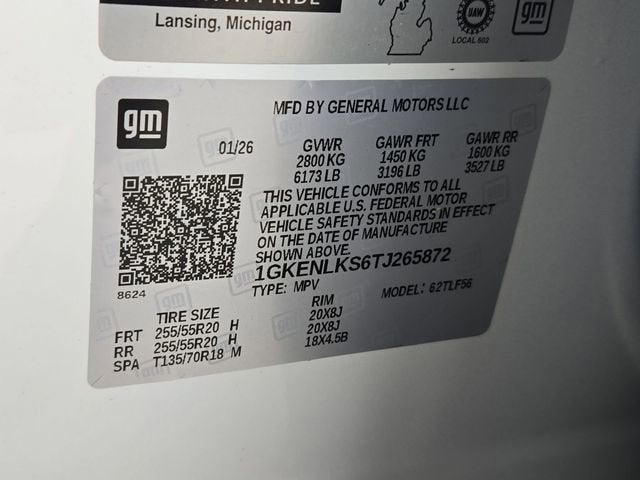 Lansing, Michigan
UAW
LOCAL 602
gm
gm
MFD BY GENERAL MOTORS LLC
01/26
GVWR GAWR FRT GAWR RR
2800 KG 1450 KG 1600 KG
6173 LB 3196 LB 3527 LB
THIS VEHICLE CONFORMS TO ALL
APPLICABLE U.S. FEDERAL MOTOR
VEHICLE SAFETY STANDARDS IN EFFECT
ON THE DATE OF MANUFACTURE
SHOWN ABOVE.
1GKENLKS6TJ265872
8624
TYPE: MPV MODEL: 62TLF56
TIRE SIZE RIM
FRT 255/55R20 H 20X8J
RR 255/55R20 H 20X8J
SPA T135/70R18 M 18X4.5B